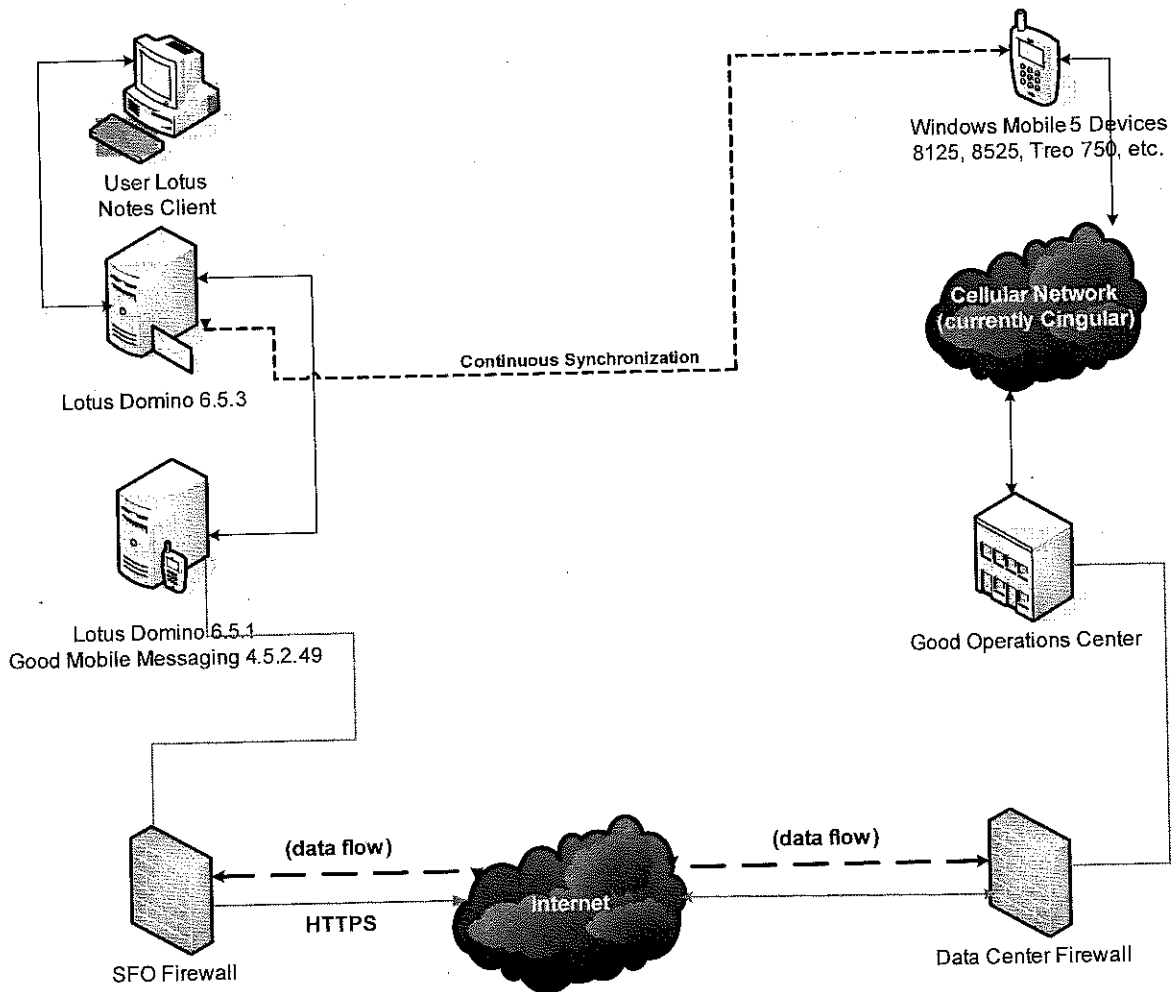 User Lotus
Notes Client
Windows Mobile 5 Devices
8125, 8525, Treo 750, etc.
Cellular Network
(currently Cingular)
Continuous Synchronization
Lotus Domino 6.5.3
Lotus Domino 6.5.1
Good Mobile Messaging 4.5.2.49
Good Operations Center
(data flow)
(data flow)
Internet
HTTPS
SFO Firewall
Data Center Firewall